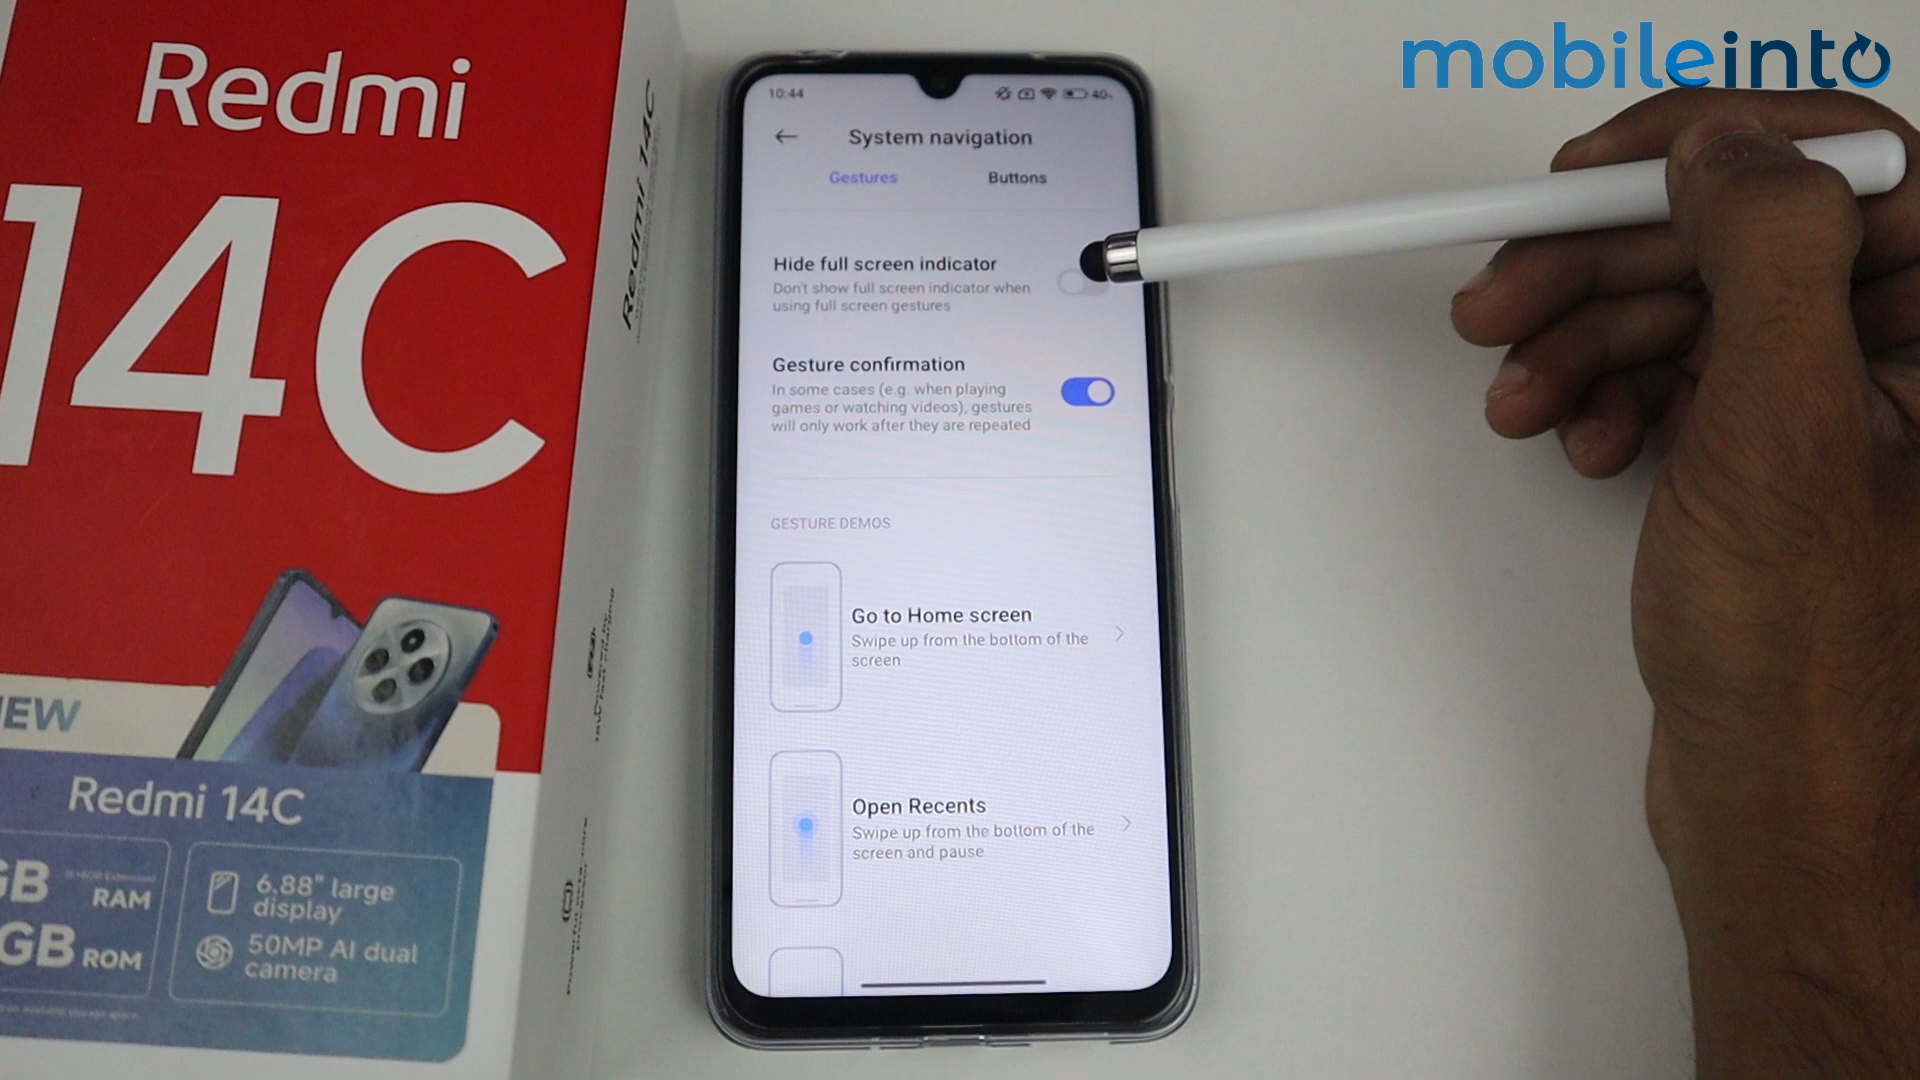 mobileinto
Redmi
14C
Redmi 14C
EW
Redmi 14C
GB
RAM
GB ROM
6.88" large
display
50MP AI dual
camera
10:44
40%
System navigation
Gestures
Buttons
Hide full screen indicator
Don't show full screen indicator when
using full screen gestures
Gesture confirmation
In some cases (e.g. when playing
games or watching videos), gestures
will only work after they are repeated
GESTURE DEMOS
Go to Home screen
Swipe up from the bottom of the
screen
Open Recents
Swipe up from the bottom of the
screen and pause